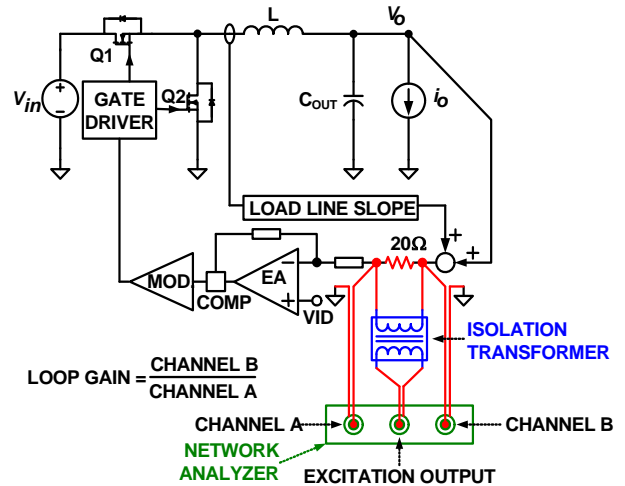 L
Vo
Q1
Vin
GATE
DRIVER
Q2
COUT
io
LOAD LINE SLOPE
+
+
20Ω
MOD.
COMP
EA
−
+
VID
ISOLATION
TRANSFORMER
LOOP GAIN = CHANNEL B
CHANNEL A
CHANNEL A
CHANNEL B
NETWORK
ANALYZER
EXCITATION OUTPUT